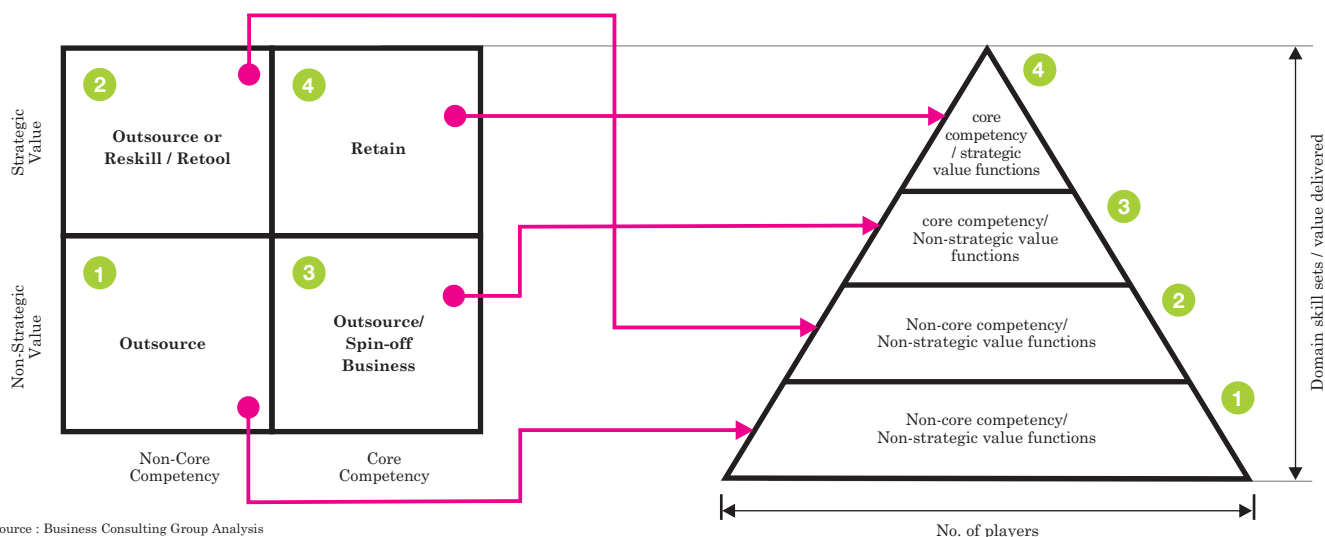 Strategic
Value
Non-Strategic
Value
2
Outsource or
Reskill / Retool
4
Retain
1
Outsource
3
Outsource/
Spin-off
Business
Non-Core
Competency
Core
Competency
ource : Business Consulting Group Analysis
4
core
competency
/ strategic
value functions
3
core competency/
Non-strategic value
functions
2
Non-core competency/
Non-strategic value functions
1
Non-core competency/
Non-strategic value functions
No. of players
Domain skill sets / value delivered